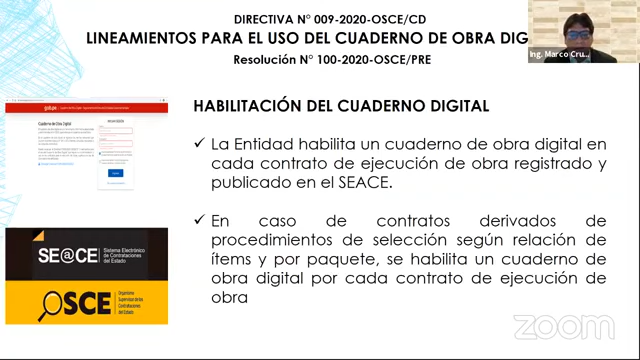 DIRECTIVA N° 009-2020-OSCE/CD
LINEAMIENTOS PARA EL USO DEL CUADERNO DE OBRA DIG
Resolución N° 100-2020-OSCE/PRE
Ing. Marco Cru...
HABILITACIÓN DEL CUADERNO DIGITAL
gob.pe
Cuaderno de Obra Digital
✓ La Entidad habilita un cuaderno de obra digital en
cada contrato de ejecución de obra registrado y
publicado en el SEACE.
✓ En caso de contratos derivados de
procedimientos de selección según relación de
ítems y por paquete, se habilita un cuaderno de
obra digital por cada contrato de ejecución de
obra
SE@CE
Sistema Electrónico
de Contrataciones
del Estado
OSCE
Organismo
Supervisor de las
Contrataciones
del Estado
zoom